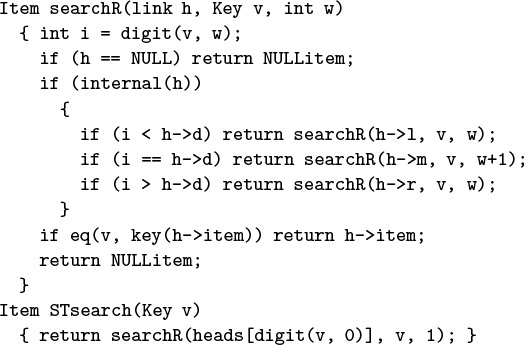 Item searchR(link h, Key v, int w)
{ int i = digit(v, w);
if (h == NULL) return NULLitem;
if (internal(h))
{
if (i < h->d) return searchR(h->l, v, w);
if (i == h->d) return searchR(h->m, v, w+1);
if (i > h->d) return searchR(h->r, v, w);
}
if eq(v, key(h->item)) return h->item;
return NULLitem;
}
Item STsearch(Key v)
{ return searchR(heads[digit(v, 0)], v, 1); }